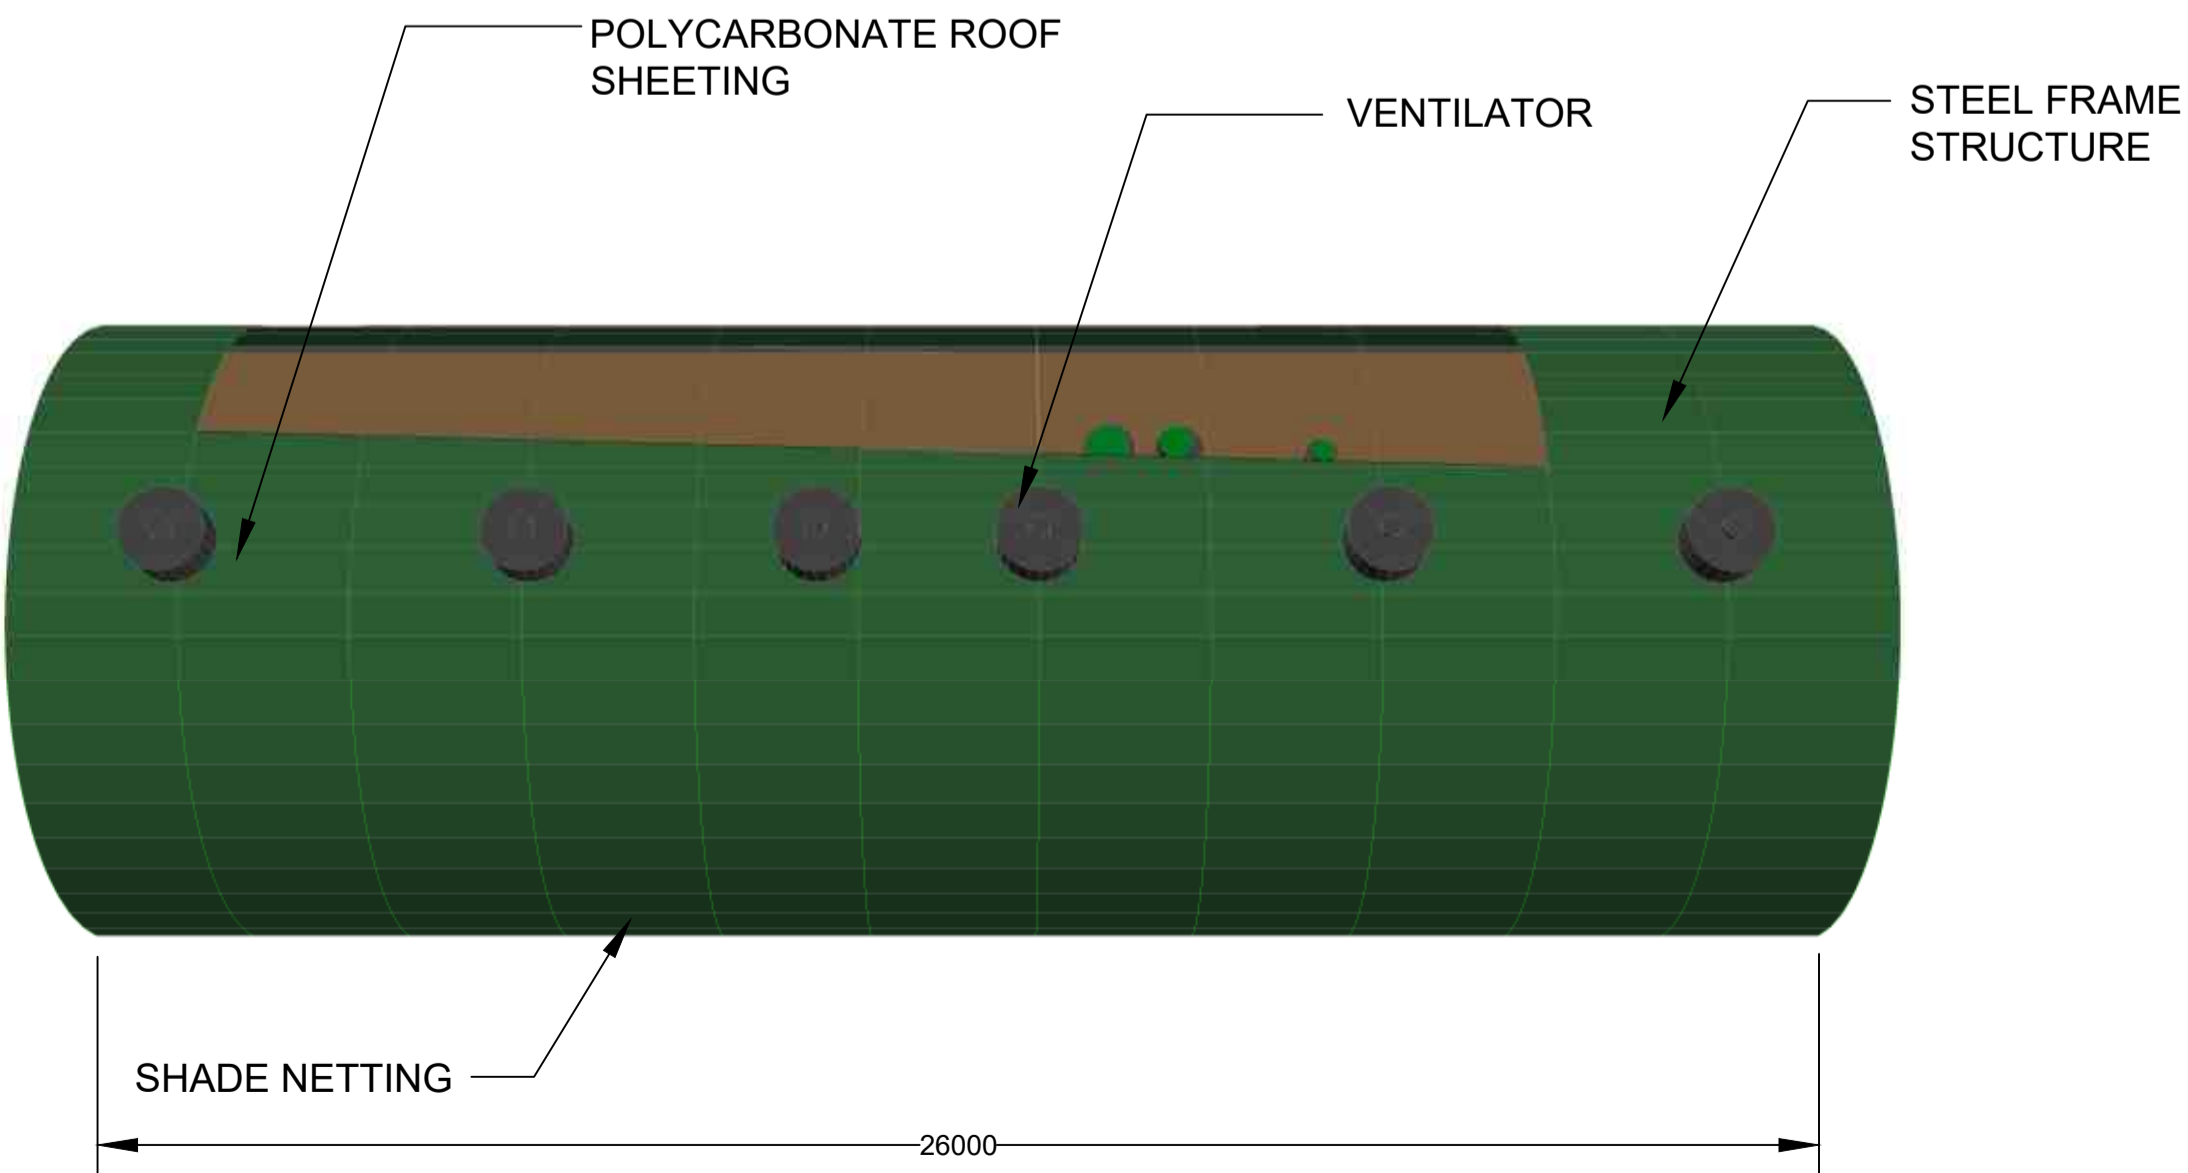 POLYCARBONATE ROOF
SHEETING
VENTILATOR
STEEL FRAME
STRUCTURE
SHADE NETTING
26000